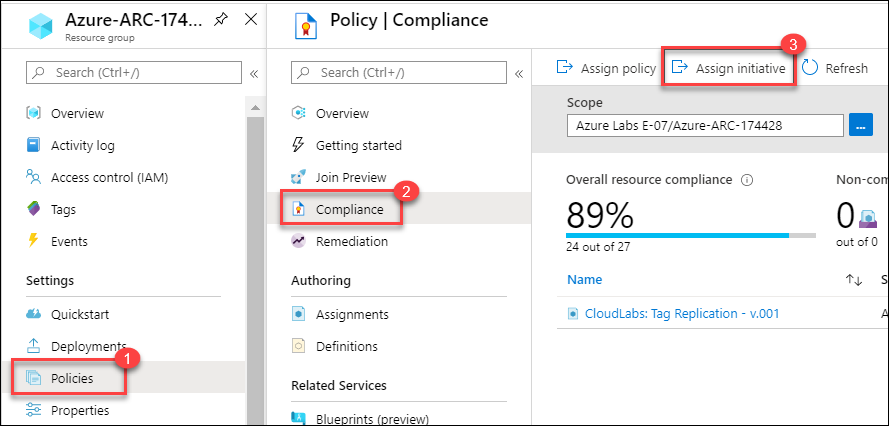 Azure-ARC-174...
Resource group
Search (Ctrl+/)
«
Overview
Activity log
Access control (IAM)
Tags
Events
Settings
Quickstart
Deployments
1
Policies
Properties
Policy | Compliance
Search (Ctrl+/)
«
Overview
Getting started
Join Preview
2
Compliance
Remediation
Authoring
Assignments
Definitions
Related Services
Blueprints (preview)
3
Assign policy
Assign initiative
Refresh
Scope
Azure Labs E-07/Azure-ARC-174428
...
Overall resource compliance
Non-com
89%
0
24 out of 27
out of 0
Name
S
CloudLabs: Tag Replication - v.001
A